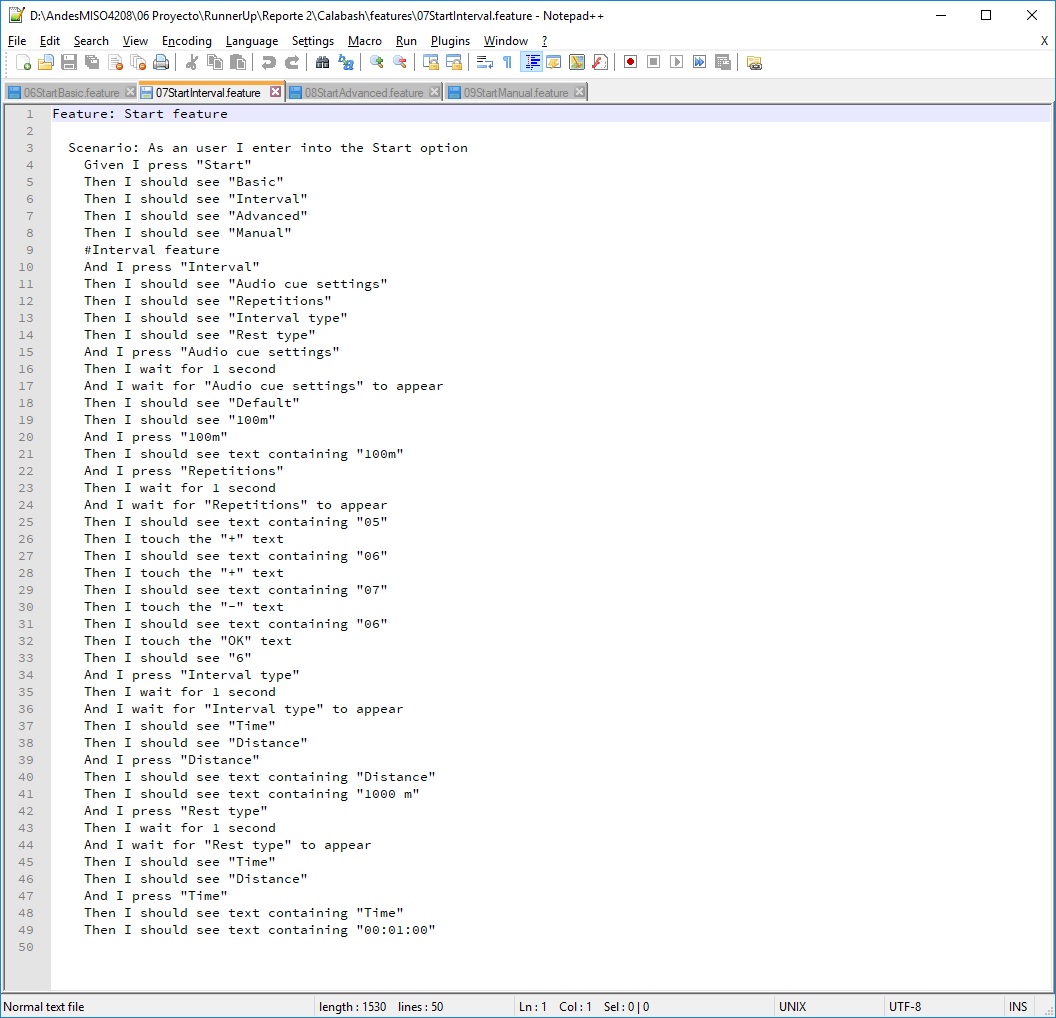 D:\AndesMISO4208\06 Proyecto\RunnerUp\Reporte 2\Calabash\features\07StartInterval.feature - Notepad++
File Edit Search View Encoding Language Settings Macro Run Plugins Window ? X
06StartBasic.feature 07StartInterval.feature 08StartAdvanced.feature 09StartManual.feature
1 Feature: Start feature
2
3 Scenario: As an user I enter into the Start option
4 Given I press "Start"
5 Then I should see "Basic"
6 Then I should see "Interval"
7 Then I should see "Advanced"
8 Then I should see "Manual"
9 #Interval feature
10 And I press "Interval"
11 Then I should see "Audio cue settings"
12 Then I should see "Repetitions"
13 Then I should see "Interval type"
14 Then I should see "Rest type"
15 And I press "Audio cue settings"
16 Then I wait for 1 second
17 And I wait for "Audio cue settings" to appear
18 Then I should see "Default"
19 Then I should see "100m"
20 And I press "100m"
21 Then I should see text containing "100m"
22 And I press "Repetitions"
23 Then I wait for 1 second
24 And I wait for "Repetitions" to appear
25 Then I should see text containing "05"
26 Then I touch the "+" text
27 Then I should see text containing "06"
28 Then I touch the "+" text
29 Then I should see text containing "07"
30 Then I touch the "-" text
31 Then I should see text containing "06"
32 Then I touch the "OK" text
33 Then I should see "6"
34 And I press "Interval type"
35 Then I wait for 1 second
36 And I wait for "Interval type" to appear
37 Then I should see "Time"
38 Then I should see "Distance"
39 And I press "Distance"
40 Then I should see text containing "Distance"
41 Then I should see text containing "1000 m"
42 And I press "Rest type"
43 Then I wait for 1 second
44 And I wait for "Rest type" to appear
45 Then I should see "Time"
46 Then I should see "Distance"
47 And I press "Time"
48 Then I should see text containing "Time"
49 Then I should see text containing "00:01:00"
50
Normal text file length : 1530 lines : 50 Ln : 1 Col : 1 Sel : 0 | 0 UNIX UTF-8 INS